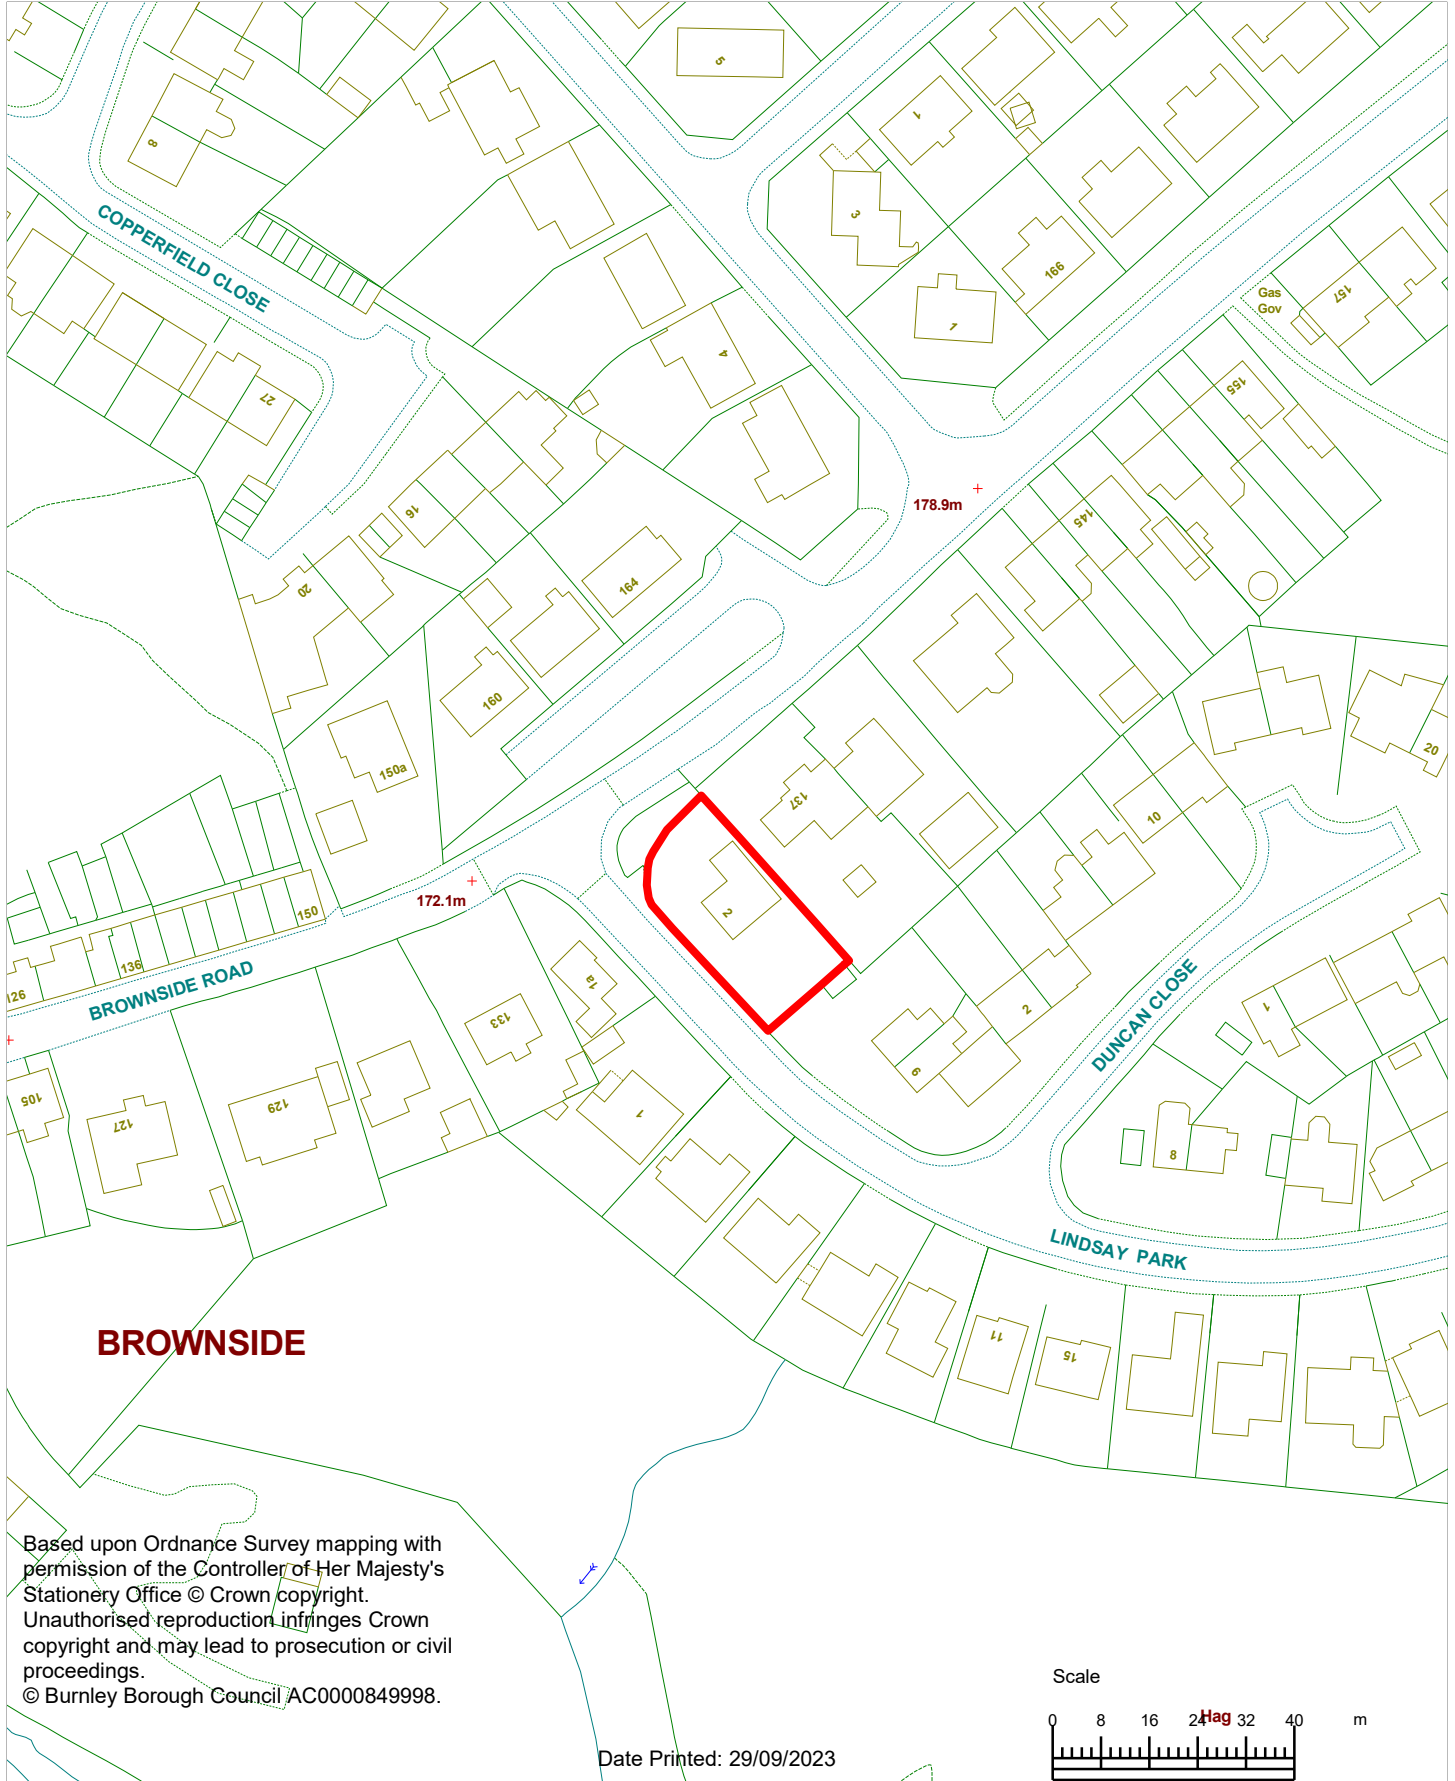 5
1
8
3
COPPERFIELD CLOSE
166
Gas
Gov
157
1
4
27
155
178.9m
16
145
164
20
160
20
150a
137
10
172.1m
150
2
136
BROWNSIDE ROAD
126
1a
133
2
1
DUNCAN CLOSE
6
105
127
129
1
8
LINDSAY PARK
BROWNSIDE
11
15
Based upon Ordnance Survey mapping with
permission of the Controller of Her Majesty's
Stationery Office © Crown copyright.
Unauthorised reproduction infringes Crown
copyright and may lead to prosecution or civil
proceedings.
© Burnley Borough Council AC0000849998.
Scale
0 8 16 24 32 40 m
Hag
Date Printed: 29/09/2023